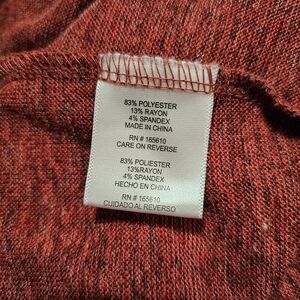 83% POLYESTER
13% RAYON
4% SPANDEX
MADE IN CHINA
RN # 165610
CARE ON REVERSE
83% POLIESTER
13%RAYON
4% SPANDEX
HECHO EN CHINA
RN # 165610
CUIDADO AL REVERSO